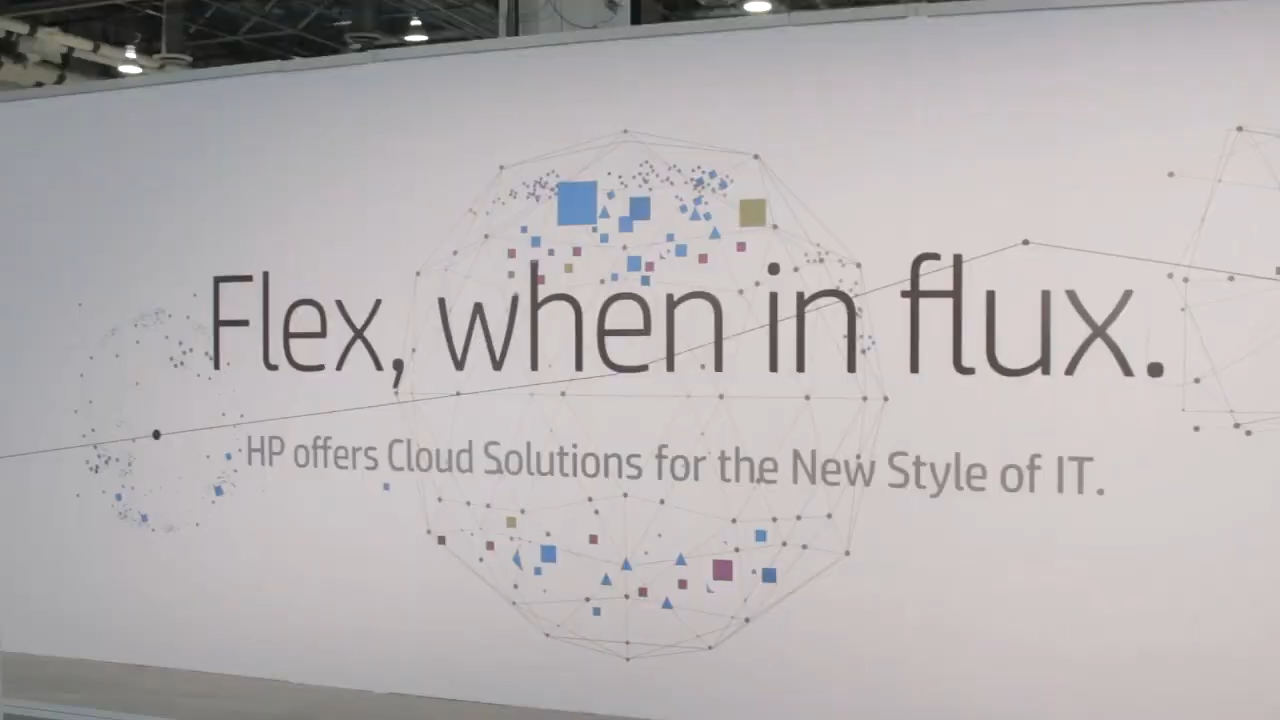 Flex, when in flux.
HP offers Cloud Solutions for the New Style of IT.